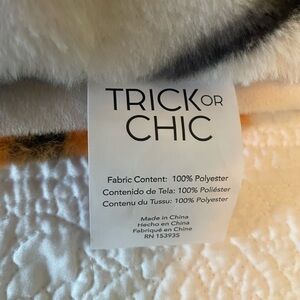 TRICK OR
CHIC
Fabric Content: 100% Polyester
Contenido de Tela: 100% Poliéster
Contenu du Tussu: 100% Polyester
Made in China
Hecho en China
Fabriqué en Chine
RN 153935